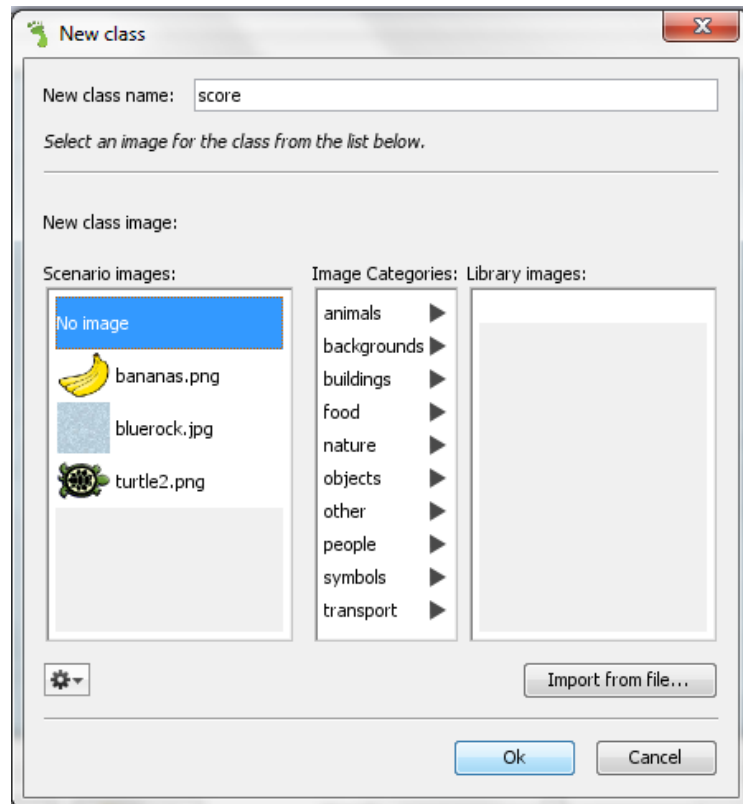 New class
New class name: score
Select an image for the class from the list below.
New class image:
Scenario images:
No image
bananas.png
bluerock.jpg
turtle2.png
Image Categories:
animals
backgrounds
buildings
food
nature
objects
other
people
symbols
transport
Library images:
Import from file...
Ok Cancel